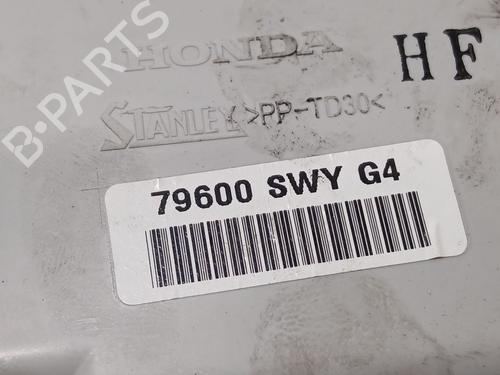 HONDA
HF
STANLEY >PP-TD30<
79600 SWY G4
B-PARTS